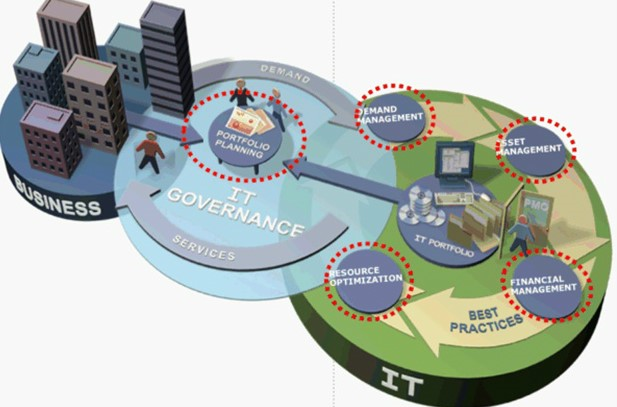 DEMAND
EMAND
MANAGEMENT
SSET
MANAGEMENT
PORTFOLIO
PLANNING
IT
GOVERNANCE
BUSINESS
SERVICES
PMO
IT PORTFOLIO
RESOURCE
OPTIMIZATION
FINANCIAL
MANAGEMENT
BEST
PRACTICES
IT